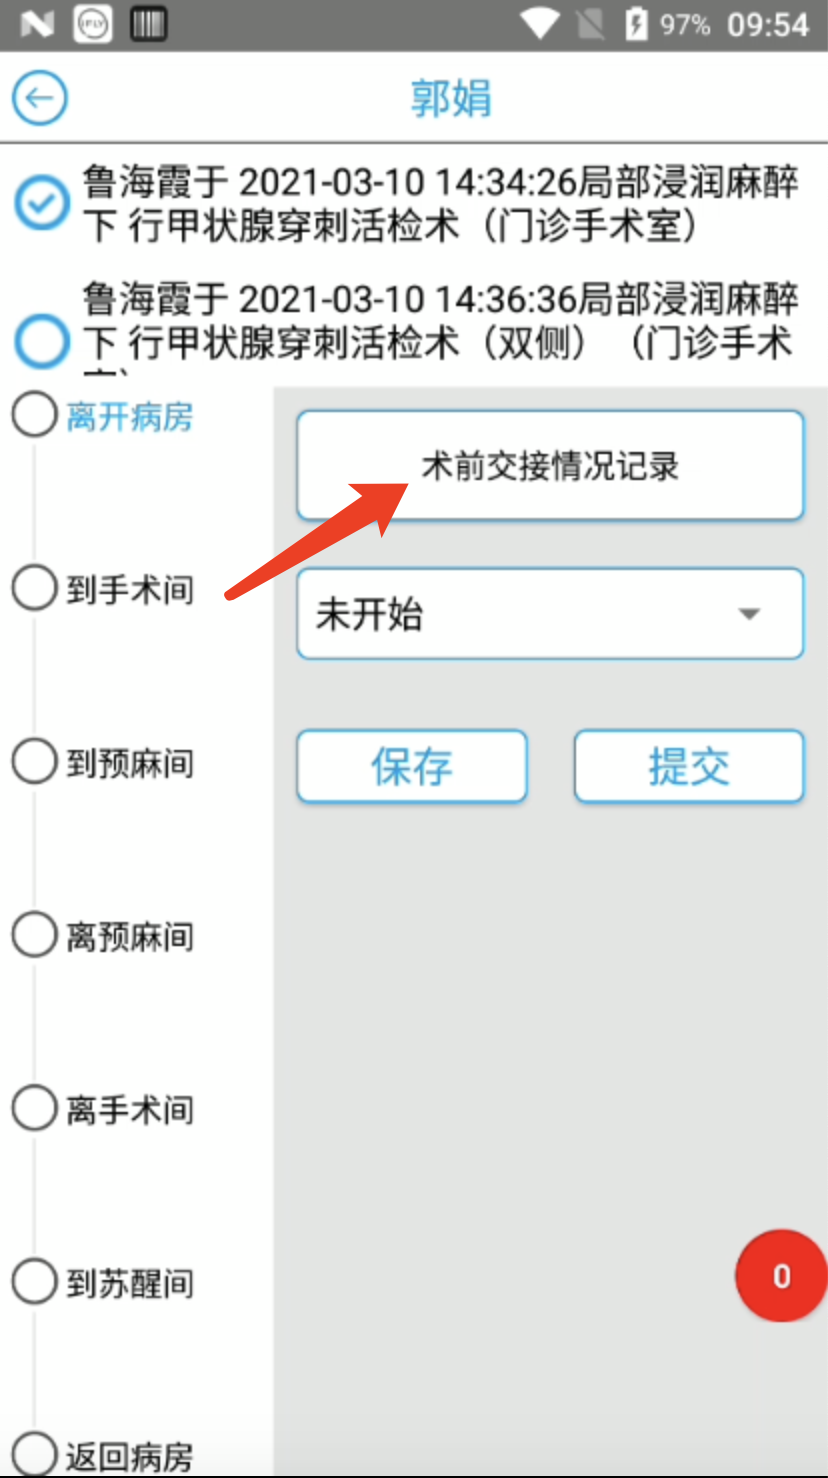 97% 09:54
郭娟
鲁海霞于 2021-03-10 14:34:26局部浸润麻醉
下 行甲状腺穿刺活检术（门诊手术室）
鲁海霞于 2021-03-10 14:36:36局部浸润麻醉
下 行甲状腺穿刺活检术（双侧）（门诊手术
离开病房
术前交接情况记录
到手术间
未开始
到预麻间
保存
提交
离预麻间
离手术间
到苏醒间
0
返回病房